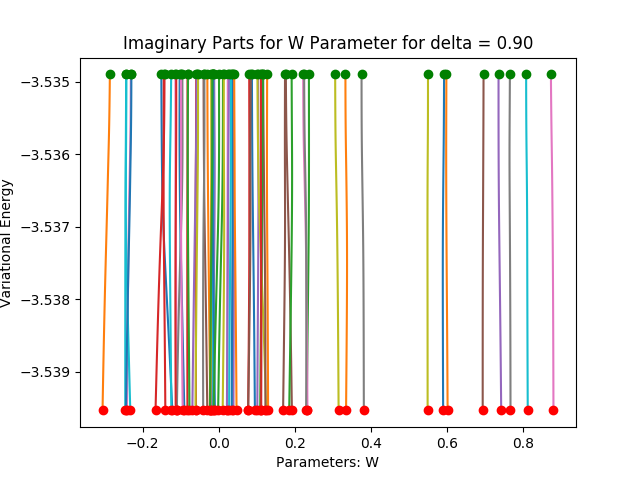 Imaginary Parts for W Parameter for delta = 0.90
Variational Energy
−3.535
−3.536
−3.537
−3.538
−3.539
−0.2 0.0 0.2 0.4 0.6 0.8
Parameters: W